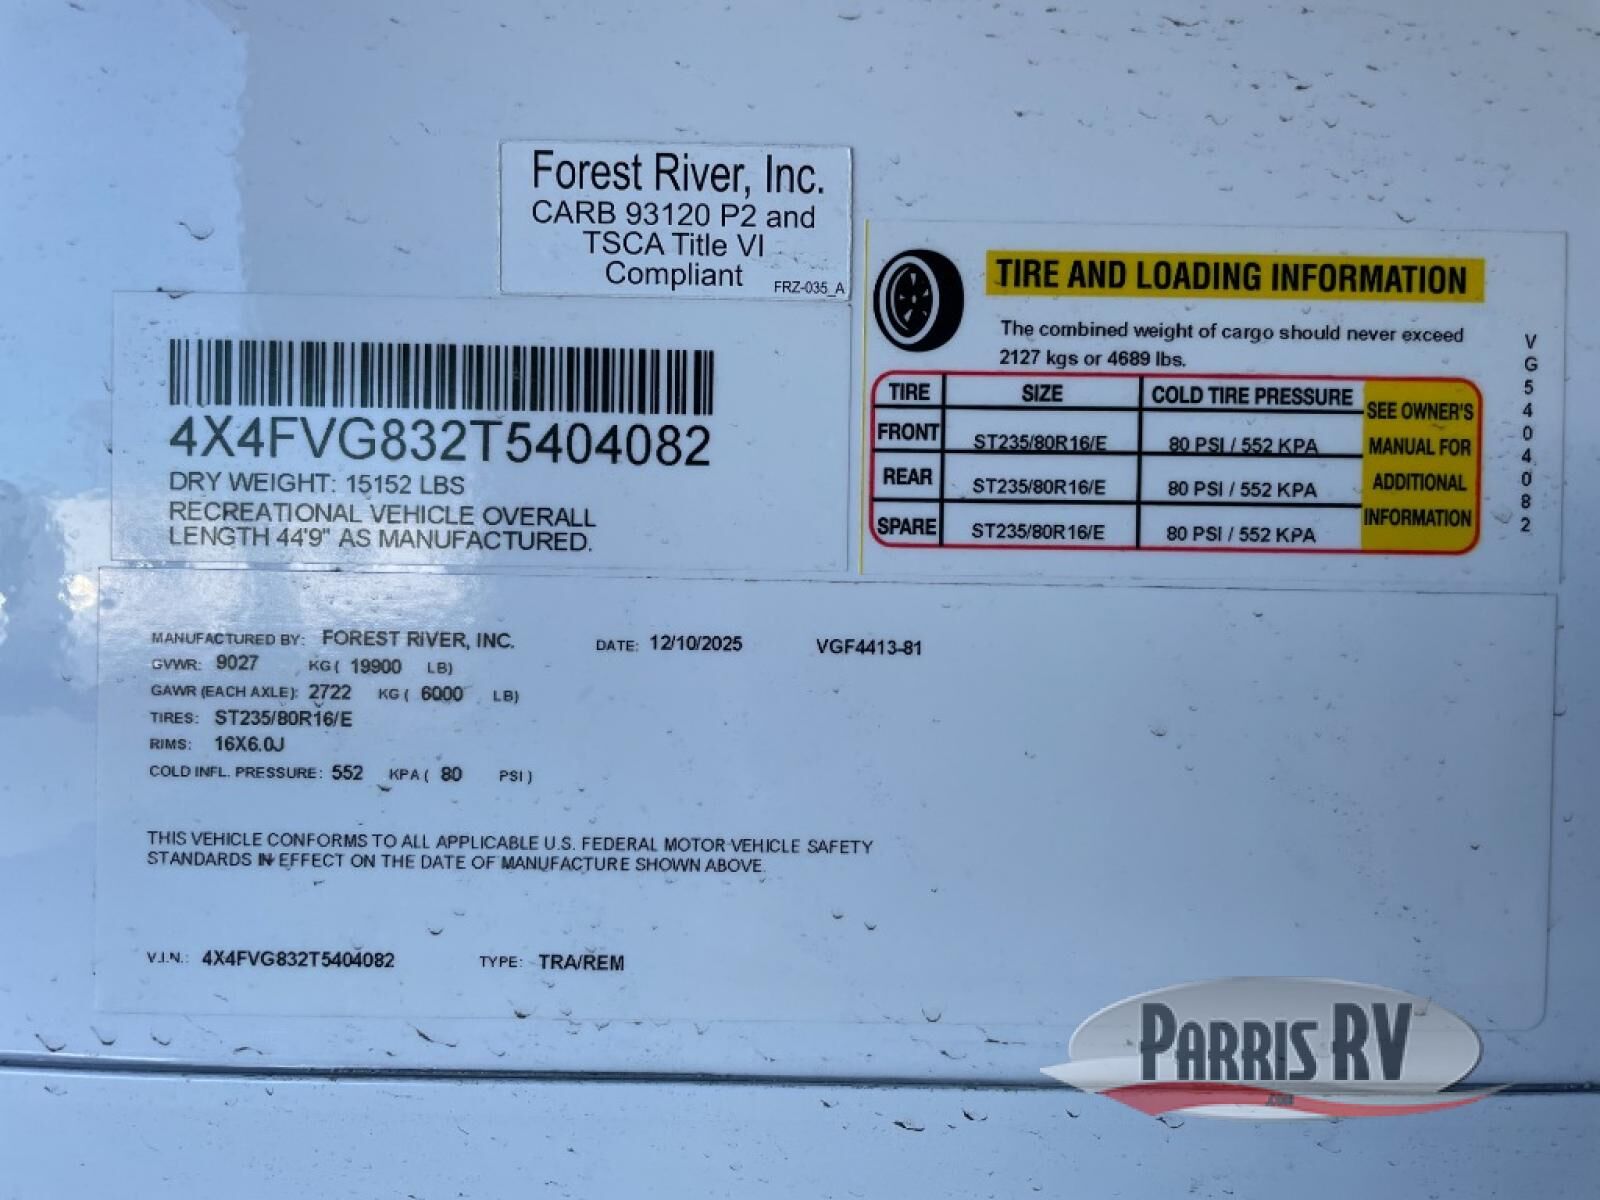 Forest River, Inc.
CARB 93120 P2 and
TSCA Title VI
Compliant
FRZ-035_A
4X4FVG832T5404082
DRY WEIGHT: 15152 LBS
RECREATIONAL VEHICLE OVERALL
LENGTH 44'9" AS MANUFACTURED.
TIRE AND LOADING INFORMATION
The combined weight of cargo should never exceed
2127 kgs or 4689 lbs.
TIRE SIZE COLD TIRE PRESSURE
FRONT ST235/80R16/E 80 PSI / 552 KPA
REAR ST235/80R16/E 80 PSI / 552 KPA
SPARE ST235/80R16/E 80 PSI / 552 KPA
SEE OWNER'S
MANUAL FOR
ADDITIONAL
INFORMATION
VG5404082
MANUFACTURED BY: FOREST RIVER, INC. DATE: 12/10/2025 VGF4413-81
GVWR: 9027 KG ( 19900 LB)
GAWR (EACH AXLE): 2722 KG ( 6000 LB)
TIRES: ST235/80R16/E
RIMS: 16X6.0J
COLD INFL. PRESSURE: 552 KPA ( 80 PSI )
THIS VEHICLE CONFORMS TO ALL APPLICABLE U.S. FEDERAL MOTOR VEHICLE SAFETY
STANDARDS IN EFFECT ON THE DATE OF MANUFACTURE SHOWN ABOVE.
V.I.N.: 4X4FVG832T5404082 TYPE: TRA/REM
PARRIS RV
.COM